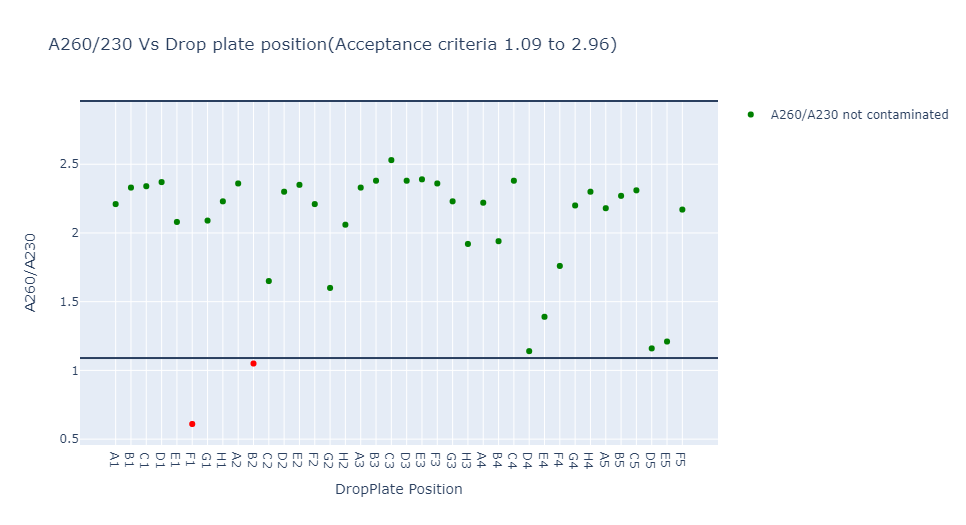 A260/230 Vs Drop plate position(Acceptance criteria 1.09 to 2.96)
A260/A230 not contaminated
2.5
2
1.5
1
0.5
A260/A230
A1
B1
C1
D1
E1
F1
G1
H1
A2
B2
C2
D2
E2
F2
G2
H2
A3
B3
C3
D3
E3
F3
G3
H3
A4
B4
C4
D4
E4
F4
G4
H4
A5
B5
C5
D5
E5
F5
DropPlate Position